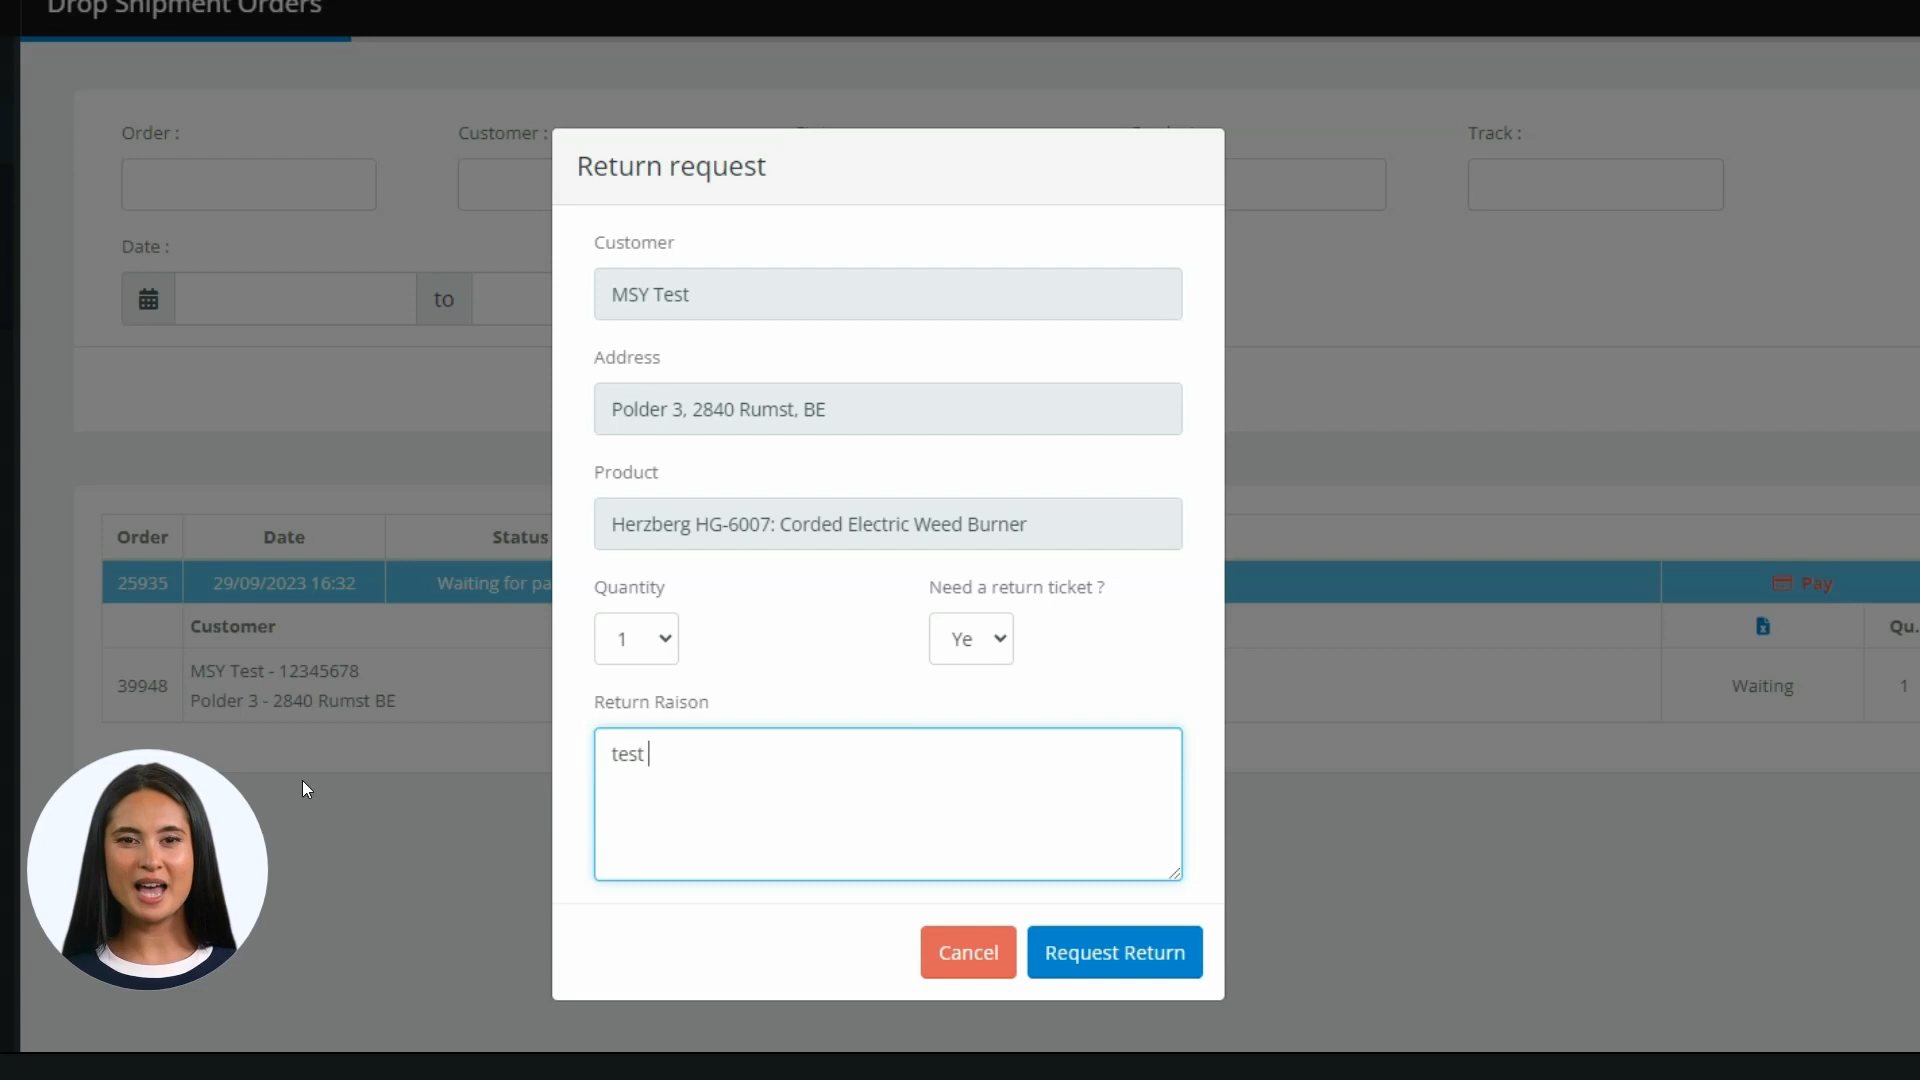 Drop Shipment Orders
Order :
Customer :
Track :
Date :
to
Return request
Customer
MSY Test
Address
Polder 3, 2840 Rumst, BE
Product
Herzberg HG-6007: Corded Electric Weed Burner
Quantity
Need a return ticket ?
1
Ye
Return Raison
test
Cancel
Request Return
Order
Date
Status
25935
29/09/2023 16:32
Waiting for pa
Pay
Customer
Qu.
39948
MSY Test - 12345678
Polder 3 - 2840 Rumst BE
Waiting
1